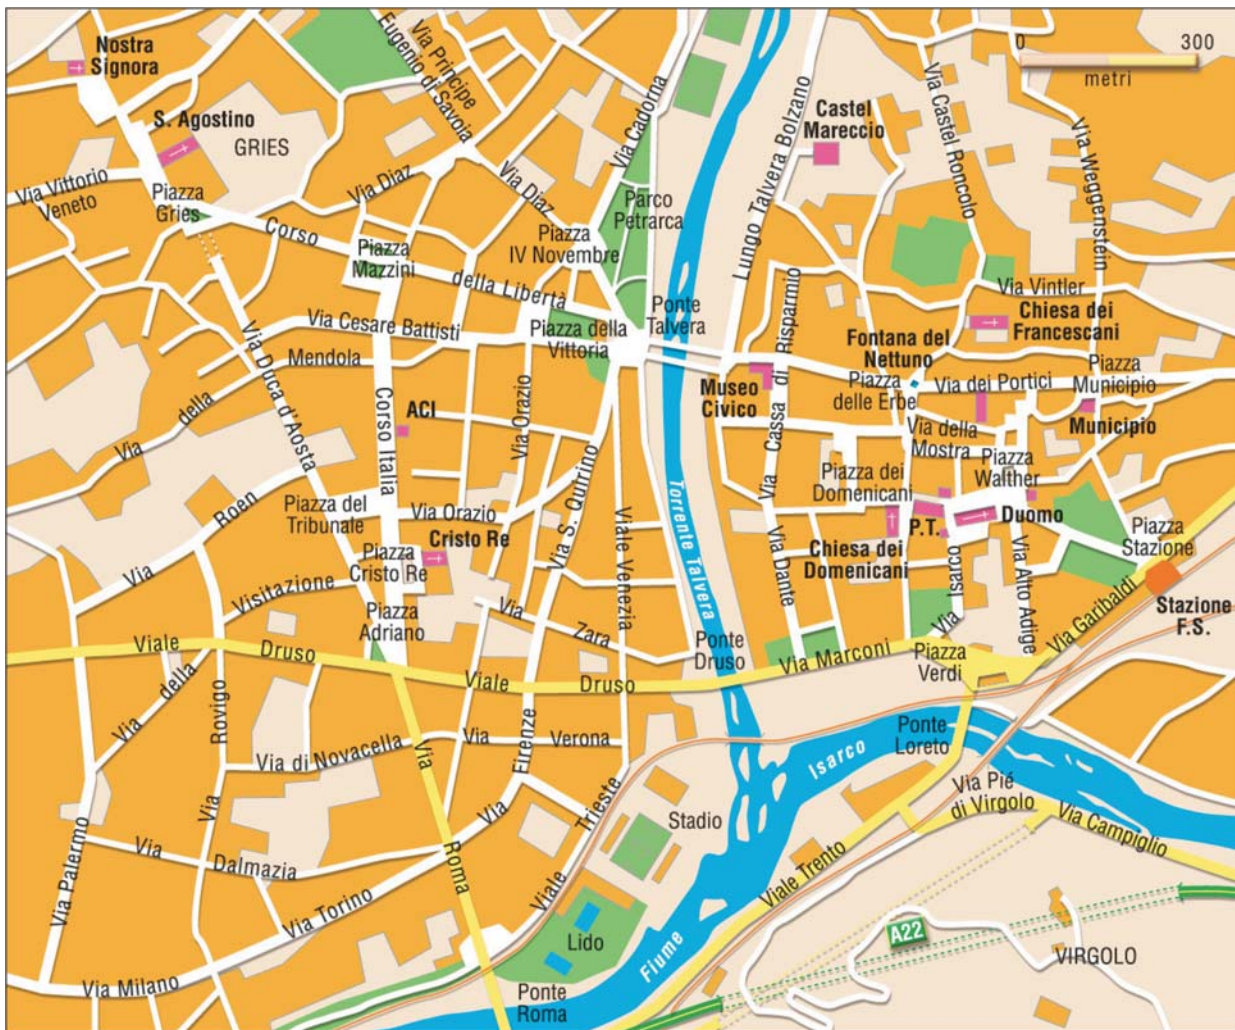 Nostra
Signora
S. Agostino
GRIES
Via Vittorio
Veneto
Piazza
Gries
Via Principe
Eugenio di Savoia
Via Diaz
Via Diaz
Via Cadorna
Parco
Petrarca
Lungo Talvera Bolzano
Castel
Mareccio
Via Castel Roncolo
Via Weggenstein
0
300
metri
Corso
della Libertà
Piazza
Mazzini
Piazza
IV Novembre
Piazza della
Vittoria
Ponte
Talvera
Via Cesare Battisti
Mendola
Via della
Via Duca d'Aosta
Corso Italia
ACI
Via Orazio
Via Orazio
Via Vintler
Chiesa dei
Francescani
Fontana del
Nettuno
Piazza
delle Erbe
Via dei Portici
Piazza
Municipio
Municipio
Museo
Civico
Via Cassa di Risparmio
Via della
Mostra
Piazza
Walther
Piazza dei
Domenicani
P.T.
Duomo
Chiesa dei
Domenicani
Via Dante
Via Isarco
Via Alto Adige
Piazza
Stazione
Stazione
F.S.
Via Garibaldi
Via Roen
Piazza del
Tribunale
Cristo Re
Piazza
Cristo Re
Visitazione
Via della
Piazza
Adriano
Via S. Quirino
Viale Venezia
Via Zara
Torrente Talvera
Ponte
Druso
Viale Druso
Viale Druso
Via Marconi
Piazza
Verdi
Ponte
Loreto
Isarco
Fiume
Via Pié
di Virgolo
Via Campiglio
Viale Trento
Via Rovigo
Via di Novacella
Via Verona
Via Firenze
Viale Trieste
Via Roma
Via Palermo
Via Dalmazia
Via Torino
Via Milano
Stadio
Lido
Ponte
Roma
A22
VIRGOLO